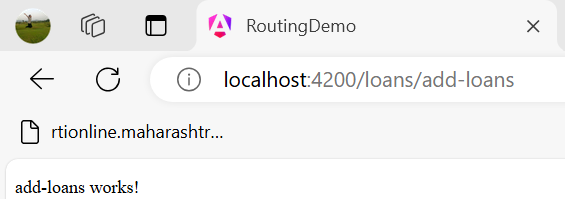 RoutingDemo
localhost:4200/loans/add-loans
rtionline.maharashtr...
add-loans works!